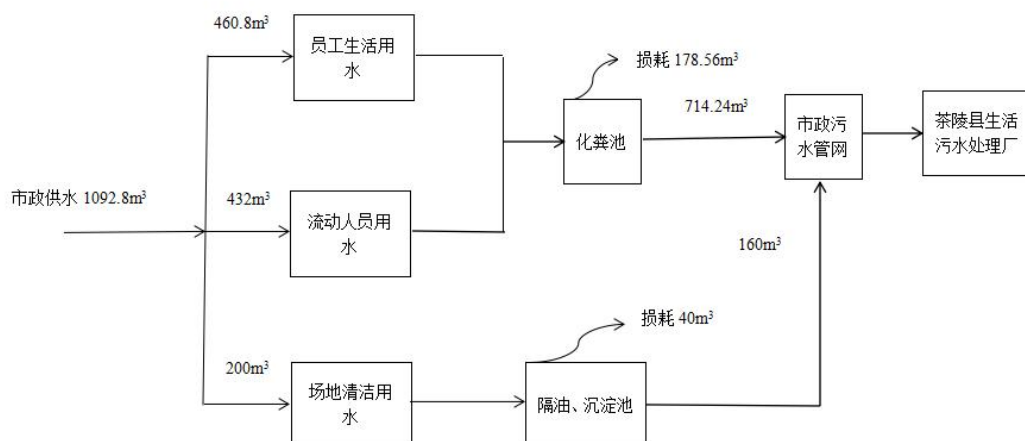 460.8m³
员工生活用
水
损耗 178.56m³
714.24m³
化粪池
市政污
水管网
茶陵县生活
污水处理厂
市政供水 1092.8m³
432m³
流动人员用
水
160m³
损耗 40m³
200m³
场地清洁用
水
隔油、沉淀池